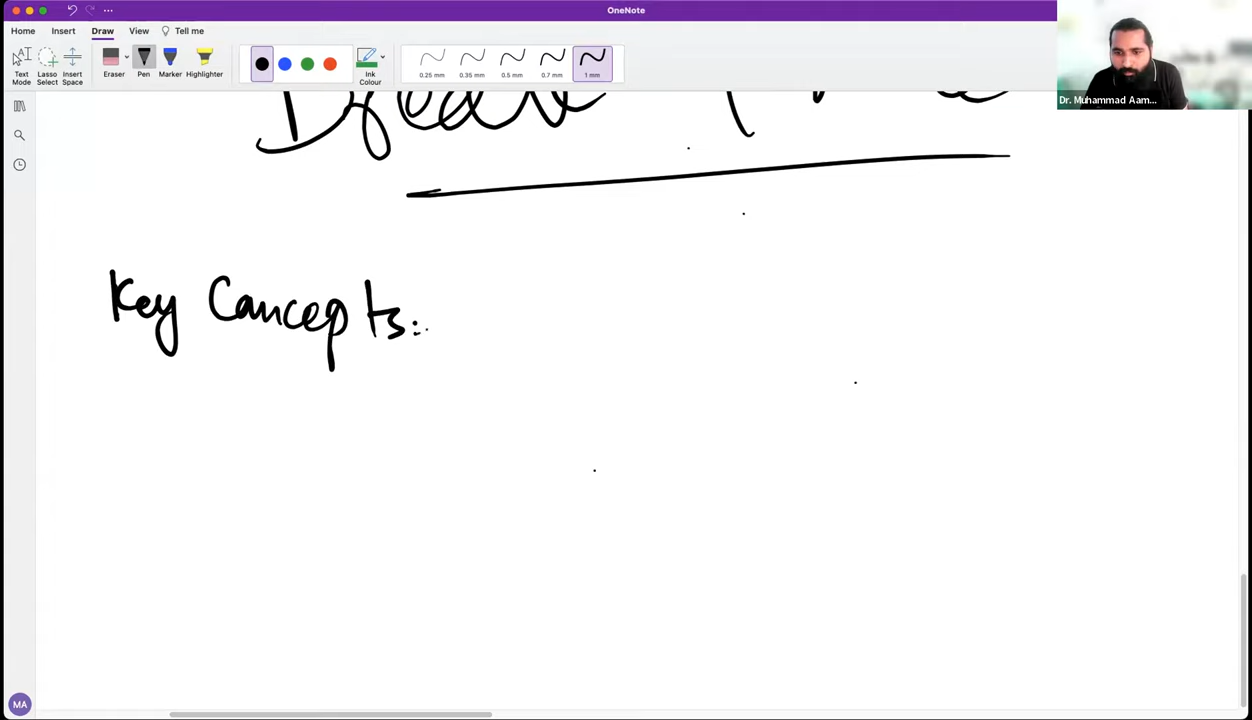 OneNote
Home Insert Draw View Tell me
Text Mode Lasso Select Insert Space Eraser Pen Marker Highlighter Ink Colour 0.25 mm 0.35 mm 0.5 mm 0.7 mm 1 mm
Dr. Muhammad Aam...
Key Concepts:
MA